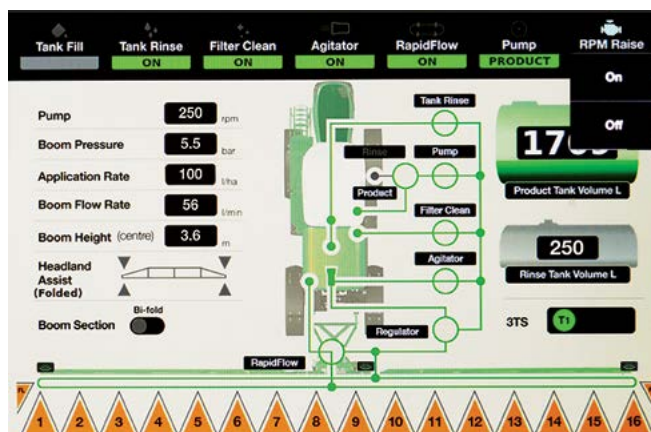 Tank Fill
Tank Rinse
Filter Clean
Agitator
RapidFlow
Pump
RPM Raise
ON
ON
ON
ON
PRODUCT
On
Off
Pump 250 rpm
Boom Pressure 5.5 bar
Application Rate 100 l/ha
Boom Flow Rate 56 l/min
Boom Height (centre) 3.6 m
Headland
Assist
(Folded)
Bi-fold
Boom Section
Tank Rinse
Rinse
Pump
Product
Filter Clean
Agitator
Regulator
RapidFlow
Product Tank Volume L
250
Rinse Tank Volume L
3TS T1
1 2 3 4 5 6 7 8 9 10 11 12 13 14 15 16